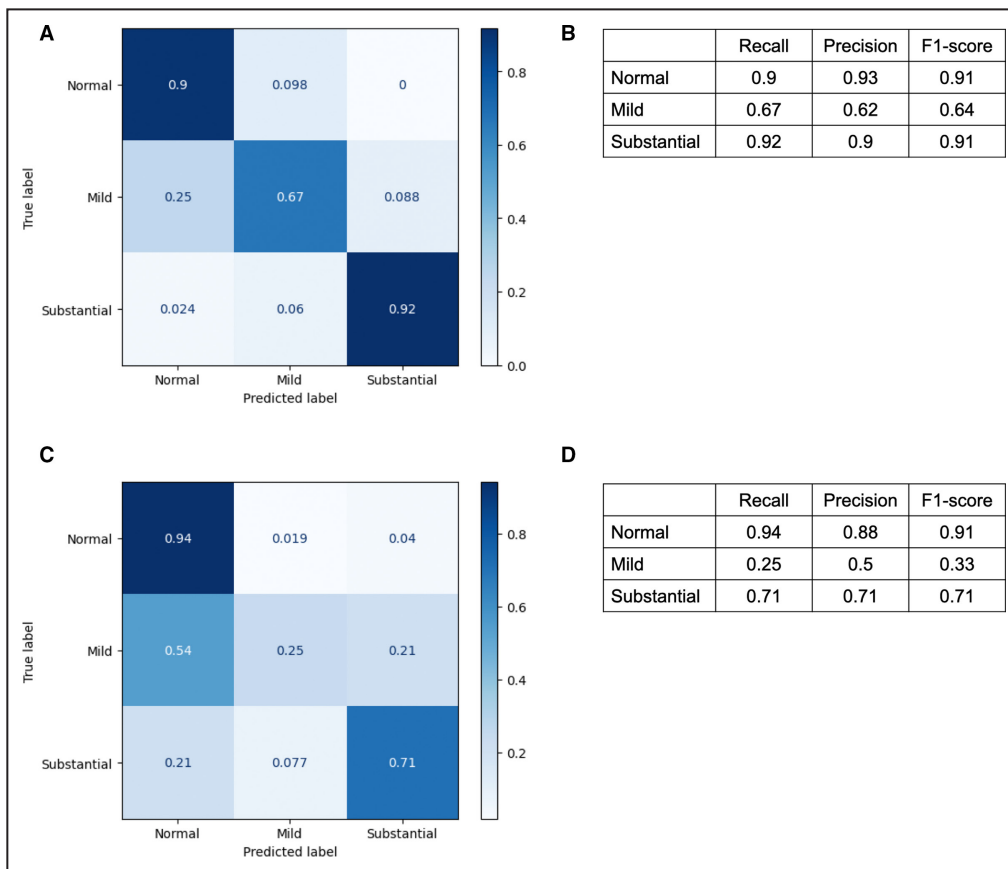 A
Normal 0.9 0.098 0
Mild 0.25 0.67 0.088
Substantial 0.024 0.06 0.92
Normal Mild Substantial
Predicted label
True label
0.8
0.6
0.4
0.2
0.0
B
Recall Precision F1-score
Normal 0.9 0.93 0.91
Mild 0.67 0.62 0.64
Substantial 0.92 0.9 0.91
C
Normal 0.94 0.019 0.04
Mild 0.54 0.25 0.21
Substantial 0.21 0.077 0.71
Normal Mild Substantial
Predicted label
True label
0.8
0.6
0.4
0.2
D
Recall Precision F1-score
Normal 0.94 0.88 0.91
Mild 0.25 0.5 0.33
Substantial 0.71 0.71 0.71